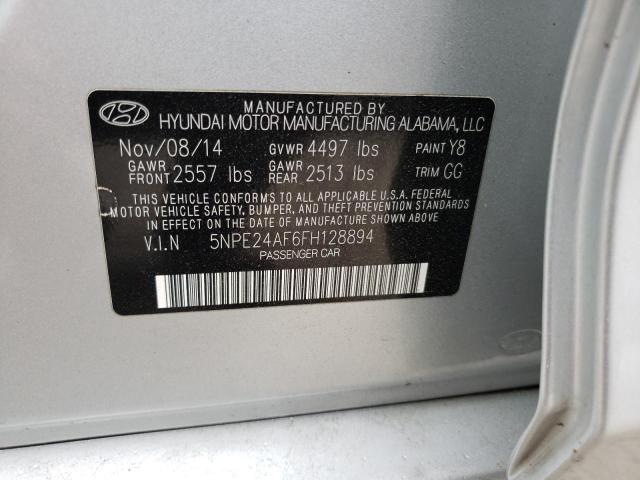 MANUFACTURED BY
HYUNDAI MOTOR MANUFACTURING ALABAMA, LLC
Nov/08/14 GVWR 4497 lbs PAINT Y8
GAWR FRONT 2557 lbs GAWR REAR 2513 lbs TRIM GG
THIS VEHICLE CONFORMS TO ALL APPLICABLE U.S.A. FEDERAL
MOTOR VEHICLE SAFETY, BUMPER, AND THEFT PREVENTION STANDARDS
IN EFFECT ON THE DATE OF MANUFACTURE SHOWN ABOVE.
V.I.N 5NPE24AF6FH128894
PASSENGER CAR